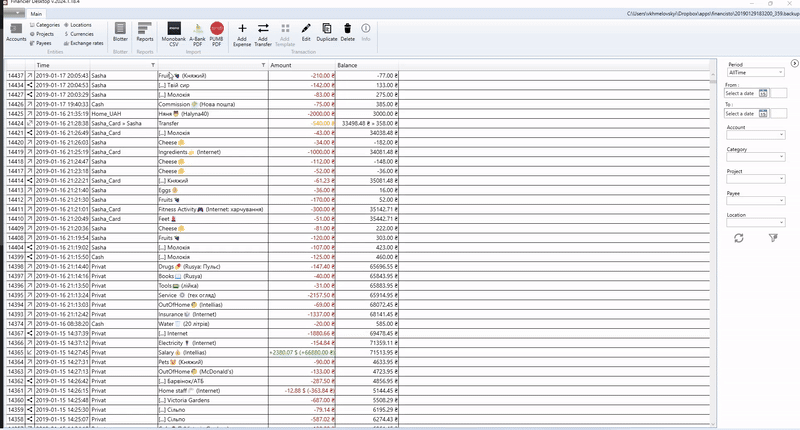 Financier Desktop v.2024.1.18.4
Main
C:\Users\vkhmelovsky\Dropbox\apps\financisto\20190129183200_359.backup
Accounts
Categories
Projects
Payees
Locations
Currencies
Exchange rates
Entities
Blotter
Blotter
Reports
Reports
Monobank CSV
A-Bank PDF
PUMB PDF
Import
Add Expense
Add Transfer
Edit
Duplicate
Delete
Info
Transaction
Time Amount Balance
14437 2019-01-17 20:05:43 Sasha Fruits (Княжий) -210.00 ₴ -77.00 ₴
14434 2019-01-17 20:04:53 Sasha [...] Твій сир -142.00 ₴ 133.00 ₴
14427 2019-01-17 20:03:29 Sasha [...] Молокія -83.00 ₴ 275.00 ₴
14426 2019-01-17 19:40:33 Cash Commission (Нова пошта) -75.00 ₴ 385.00 ₴
14425 2019-01-16 21:35:19 Home_UAH Няня (Halyna40) -2000.00 ₴ 3000.00 ₴
14424 2019-01-16 21:28:38 Sasha_Card » Sasha Transfer -540.00 ₴ 33498.48 ₴ » 358.00 ₴
14421 2019-01-16 21:26:49 Sasha_Card [...] Молокія -43.00 ₴ 34038.48 ₴
14420 2019-01-16 21:26:03 Sasha Cheese -34.00 ₴ -182.00 ₴
14419 2019-01-16 21:25:19 Sasha_Card Ingredients (Internet) -1000.00 ₴ 34081.48 ₴
14418 2019-01-16 21:24:47 Sasha Cheese -112.00 ₴ -148.00 ₴
14417 2019-01-16 21:23:18 Sasha Cheese -52.00 ₴ -36.00 ₴
14414 2019-01-16 21:22:21 Sasha_Card [...] Княжий -61.23 ₴ 35081.48 ₴
14413 2019-01-16 21:21:40 Sasha Eggs -36.00 ₴ 16.00 ₴
14412 2019-01-16 21:21:30 Sasha Fruits -170.00 ₴ 52.00 ₴
14411 2019-01-16 21:21:01 Sasha_Card Fitness Activity (Internet: харчування) -300.00 ₴ 35142.71 ₴
14410 2019-01-16 21:20:49 Sasha_Card Feet -51.00 ₴ 35442.71 ₴
14409 2019-01-16 21:20:36 Sasha Cheese -81.00 ₴ 222.00 ₴
14408 2019-01-16 21:19:54 Sasha Fruits -120.00 ₴ 303.00 ₴
14404 2019-01-16 21:19:02 Sasha [...] Молокія -107.00 ₴ 423.00 ₴
14399 2019-01-16 21:15:50 Cash [...] Молокія -125.00 ₴ 460.00 ₴
14398 2019-01-16 21:14:40 Privat Drugs (Rusya: Пульс) -147.40 ₴ 65696.55 ₴
14397 2019-01-16 21:14:16 Privat Books (Rusya) -40.00 ₴ 65843.95 ₴
14396 2019-01-16 21:13:50 Privat Tools (лійка) -31.00 ₴ 65883.95 ₴
14395 2019-01-16 21:13:24 Privat Service (тех огляд) -2157.50 ₴ 65914.95 ₴
14394 2019-01-16 21:13:03 Privat OutOfHome (Intellias) -69.00 ₴ 68072.45 ₴
14393 2019-01-16 21:12:42 Privat Insurance (Internet) -1337.00 ₴ 68141.45 ₴
14374 2019-01-16 08:38:20 Cash Water (20 літрів) -20.00 ₴ 585.00 ₴
14367 2019-01-15 14:37:39 Privat [...] Internet -1880.66 ₴ 69478.45 ₴
14366 2019-01-15 14:37:12 Privat Electricity (Internet) -154.84 ₴ 71359.11 ₴
14365 2019-01-15 14:27:45 Privat Salary (Intellias) +2380.07 $ (+66880.00 ₴) 71513.95 ₴
14364 2019-01-15 14:27:31 Privat Pets (Княжий) -90.00 ₴ 4633.95 ₴
14363 2019-01-15 14:27:13 Privat OutOfHome (McDonald's) -133.00 ₴ 4723.95 ₴
14362 2019-01-15 14:26:42 Privat [...] Барвінок/АТБ -287.50 ₴ 4856.95 ₴
14361 2019-01-15 14:26:15 Privat Home staff (Internet) -12.88 $ (-363.84 ₴) 5144.45 ₴
14360 2019-01-15 14:25:48 Privat [...] Victoria Gardens -687.00 ₴ 5508.29 ₴
14359 2019-01-15 14:25:30 Privat [...] Сільпо -79.14 ₴ 6195.29 ₴
14358 2019-01-15 14:25:07 Privat [...] Сільпо -587.02 ₴ 6274.43 ₴
Period
AllTime
From :
Select a date 15
To :
Select a date 15
Account
Category
Project
Payee
Location